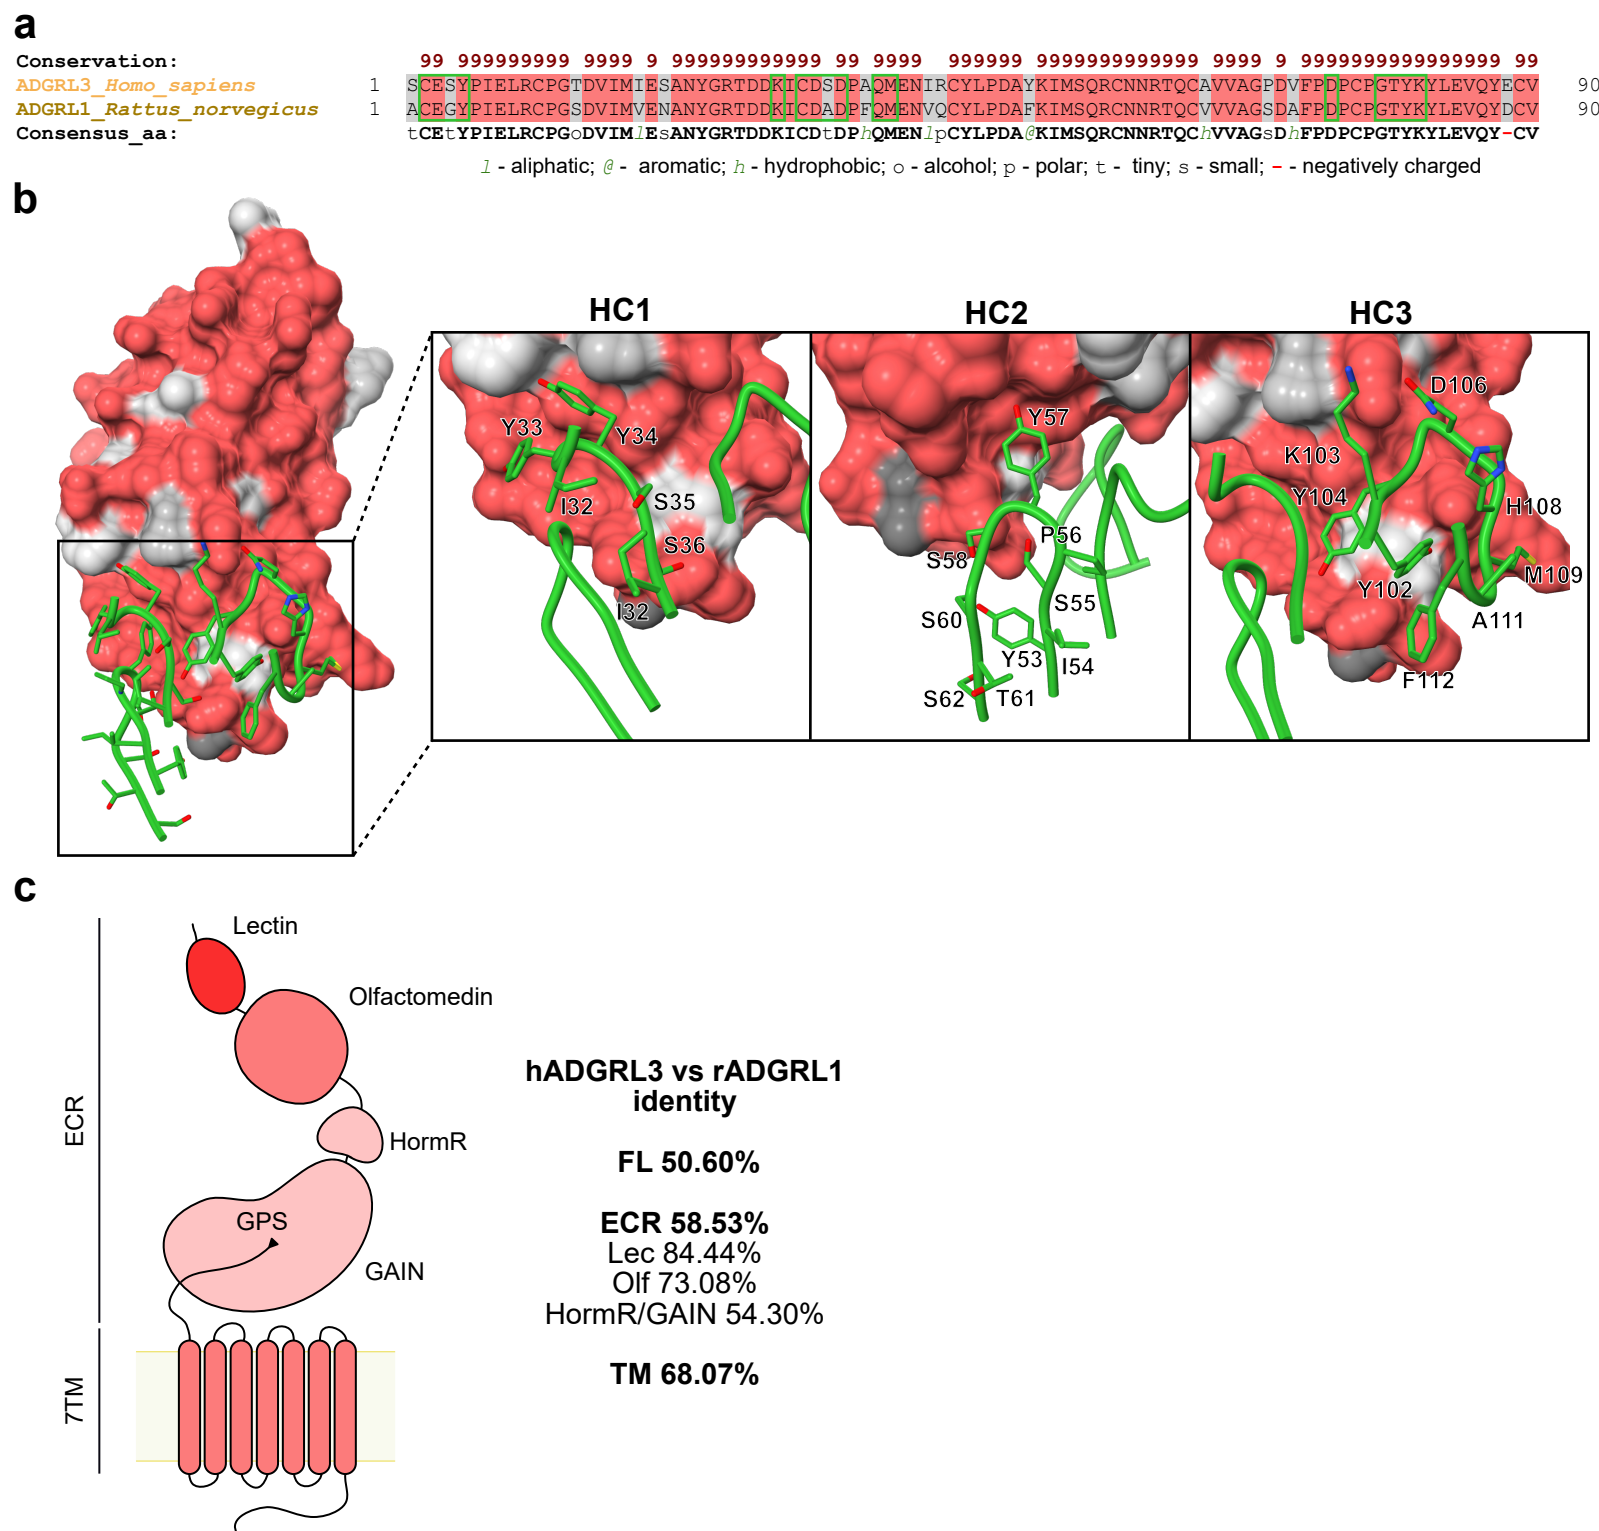 a
Conservation: 99 999999999 9999 9 999999999999 99 9999  999999 9999999999999 9999 9 9999999999999999 99
ADGRL3_Homo_sapiens 1 SCESYPIELRCPGTDVIMIESANYGRTDDKICDSDPAQMENIRCYLPDAYKIMSQRCNNRTQCAVVAGPDVFPDPCPGTYKYLEVQYECV 90
ADGRL1_Rattus_norvegicus 1 ACEGYPIELRCPGSDVIMVENANYGRTDDKICDADPFQMENVQCYLPDAFKIMSQRCNNRTQCVVVAGSDAFPDPCPGTYKYLEVQYDCV 90
Consensus_aa: tCEtYPIELRCPGoDVIMlEsANYGRTDDKICDtDPhQMENlpCYLPDA@KIMSQRCNNRTQChVVAGsDhFPDPCPGTYKYLEVQY-CV
l - aliphatic; @ - aromatic; h - hydrophobic; o - alcohol; p - polar; t - tiny; s - small; - - negatively charged
b
HC1
Y33
Y34
I32
S35
S36
I32
HC2
Y57
P56
S58
S55
S60
Y53
I54
S62
T61
HC3
D106
K103
Y104
H108
Y102
M109
A111
F112
c
ECR
7TM
Lectin
Olfactomedin
HormR
GPS
GAIN
hADGRL3 vs rADGRL1
identity
FL 50.60%
ECR 58.53%
Lec 84.44%
Olf 73.08%
HormR/GAIN 54.30%
TM 68.07%